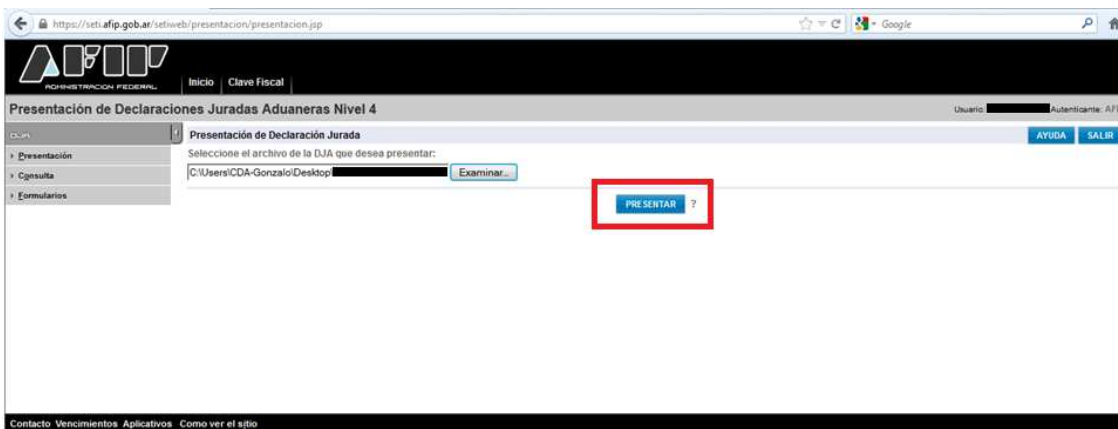 https://seti.afip.gob.ar/setiweb/presentacion/presentacion.jsp
Google
AFIP
ADMINISTRACION FEDERAL
Inicio Clave Fiscal
Presentación de Declaraciones Juradas Aduaneras Nivel 4
Usuario Autenticante: AFI
DJA
Presentación de Declaración Jurada
AYUDA SALIR
Presentación
Seleccione el archivo de la DJA que desea presentar:
Consulta
C:\Users\CDA-Gonzalo\Desktop\ Examinar...
Formularios
PRESENTAR ?
Contacto Vencimientos Aplicativos Como ver el sitio